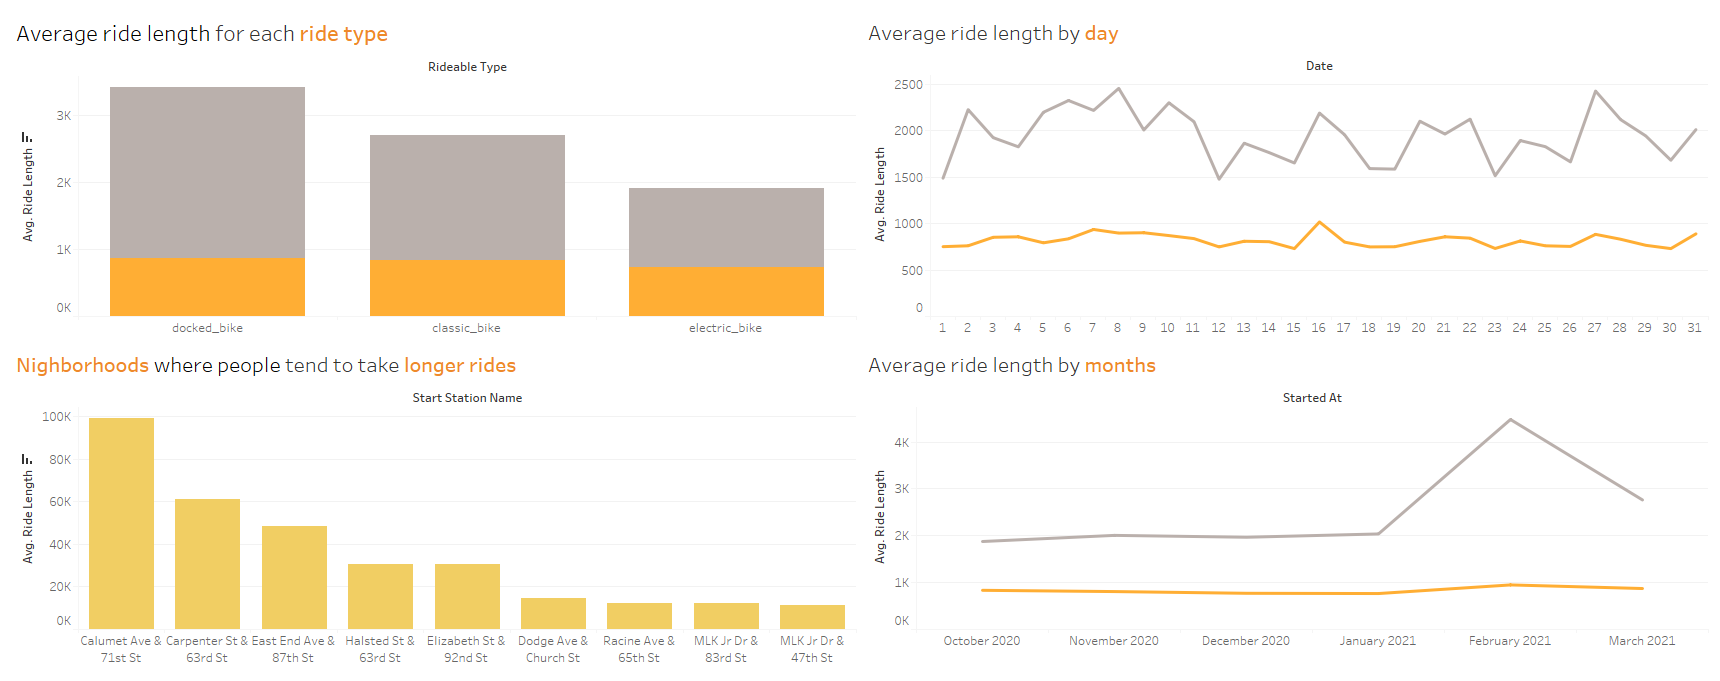 Average ride length for each ride type
Rideable Type
Avg. Ride Length
3K
2K
1K
0K
docked_bike
classic_bike
electric_bike
Average ride length by day
Date
Avg. Ride Length
2500
2000
1500
1000
500
0
1 2 3 4 5 6 7 8 9 10 11 12 13 14 15 16 17 18 19 20 21 22 23 24 25 26 27 28 29 30 31
Nighborhoods where people tend to take longer rides
Start Station Name
Avg. Ride Length
100K
80K
60K
40K
20K
0K
Calumet Ave &
71st St
Carpenter St &
63rd St
East End Ave &
87th St
Halsted St &
63rd St
Elizabeth St &
92nd St
Dodge Ave &
Church St
Racine Ave &
65th St
MLK Jr Dr &
83rd St
MLK Jr Dr &
47th St
Average ride length by months
Started At
Avg. Ride Length
4K
3K
2K
1K
0K
October 2020
November 2020
December 2020
January 2021
February 2021
March 2021